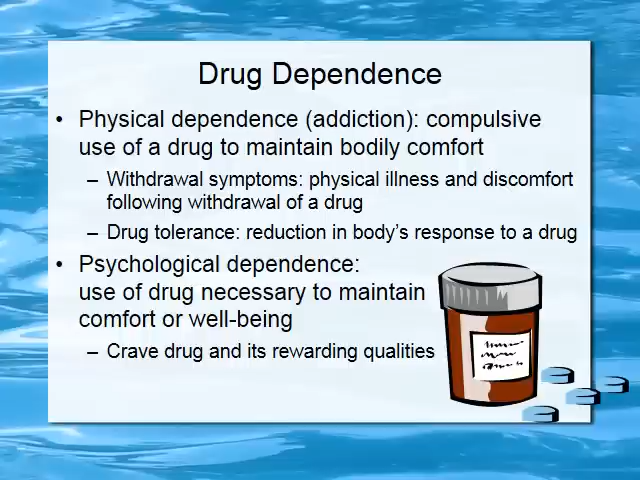 Drug Dependence
• Physical dependence (addiction): compulsive
use of a drug to maintain bodily comfort
– Withdrawal symptoms: physical illness and discomfort
following withdrawal of a drug
– Drug tolerance: reduction in body's response to a drug
• Psychological dependence:
use of drug necessary to maintain
comfort or well-being
– Crave drug and its rewarding qualities